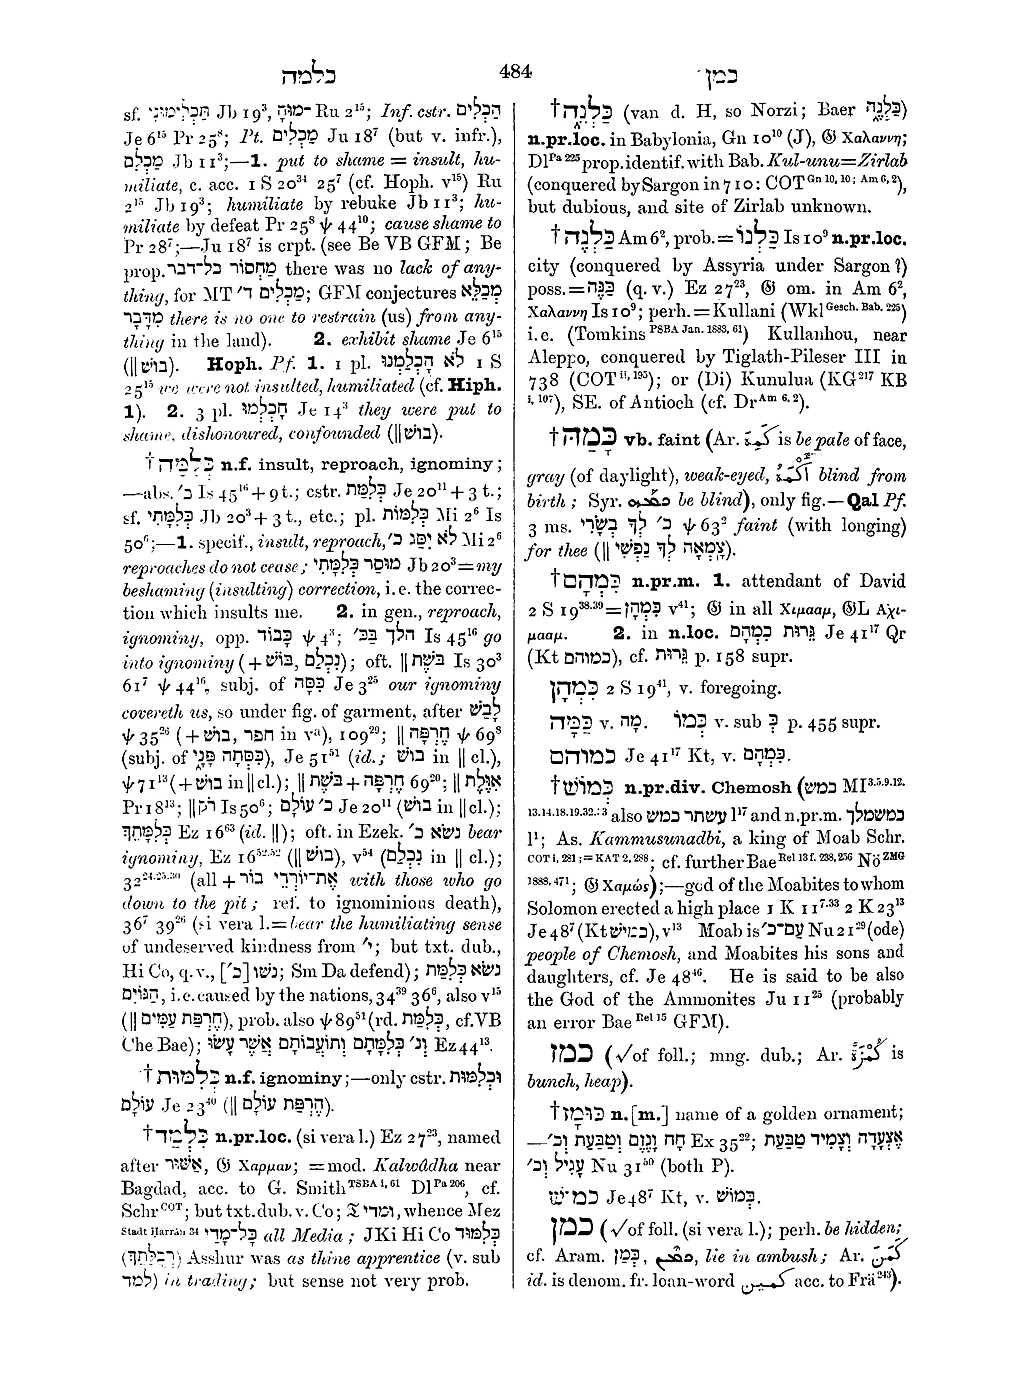 כלמה 484 כמן
sf. תַּכְלִימוּנִי Jb 19³, ־מוּהָ Ru 2¹⁵; Inf. cstr. הַכְלִים
Je 6¹⁵ Pr 25⁸; Pt. מַכְלִים Ju 18⁷ (but v. infr.),
מַכְלִם Jb 11³;—1. put to shame = insult, hu-
miliate, c. acc. 1 S 20³⁴ 25⁷ (cf. Hoph. v¹⁵) Ru
2¹⁵ Jb 19³; humiliate by rebuke Jb 11³; hu-
miliate by defeat Pr 25⁸ ψ 44¹⁰; cause shame to
Pr 28⁷;—Ju 18⁷ is crpt. (see Be VB GFM; Be
prop. מַחְסוֹר כל־דבר there was no lack of any-
thing, for MT מַכְלִים ד׳; GFM conjectures מִכְלֵּא
מִדָּבָר there is no one to restrain (us) from any-
thing in the land). 2. exhibit shame Je 6¹⁵
(‖בּוֹשׁ). Hoph. Pf. 1. 1 pl. לֹא הָכְלַמְנוּ 1 S
25¹⁵ we were not insulted, humiliated (cf. Hiph.
1). 2. 3 pl. הָכְלְמוּ Je 14³ they were put to
shame, dishonoured, confounded (‖בּוֹשׁ).
†כְּלִמָּה n.f. insult, reproach, ignominy;
—abs. כ׳ Is 45¹⁶ + 9 t.; cstr. כְּלִמַּת Je 20¹¹ + 3 t.;
sf. כְּלִמָּתִי Jb 20³ + 3 t., etc.; pl. כְּלִמּוֹת Mi 2⁶ Is
50⁶;—1. specif., insult, reproach, לֹא יִסַּג כ׳ Mi 2⁶
reproaches do not cease; מוּסַר כְּלִמָּתִי Jb 20³ = my
beshaming (insulting) correction, i.e. the correc-
tion which insults me. 2. in gen., reproach,
ignominy, opp. כָּבוֹד ψ 4³; הלך בַּכּ׳ Is 45¹⁶ go
into ignominy (+ בּוֹשׁ, נִכְלַם); oft. ‖ בּשֶׁת Is 30³
61⁷ ψ 44¹⁶, subj. of כִּסָּה Je 3²⁵ our ignominy
covereth us, so under fig. of garment, after לָבַשׁ
ψ 35²⁶ (+ בושׁ, חפר in vᵃ), 109²⁹; ‖ חֶרְפָּה ψ 69⁸
(subj. of כִּסְּתָה פָנָי), Je 51⁵¹ (id.; בושׁ in ‖ cl.),
ψ 71¹³ (+ בושׁ in ‖ cl.); ‖ חֶרְפָּה + בּשֶׁת 69²⁰; ‖ אִוֶּלֶת
Pr 18¹³; ‖ רֹק Is 50⁶; כ׳ עוֹלָם Je 20¹¹ (בושׁ in ‖ cl.);
כְּלִמָּתֵךְ Ez 16⁶³ (id. ‖); oft. in Ezek. נשׂא כ׳ bear
ignominy, Ez 16⁵²·⁵² (‖בּוֹשׁ), v⁵⁴ (נִכְלַם in ‖ cl.);
32²⁴·²⁵·³⁰ (all + אֶת־יוֹרְדֵי בוֹר with those who go
down to the pit; ref. to ignominious death),
36⁷ 39²⁶ (si vera l. = bear the humiliating sense
of undeserved kindness from י׳; but txt. dub.,
Hi Co, q.v., נשׁו [כ׳]; Sm Da defend); נשׂא כְּלִמַּת
הַגּוֹיִם, i.e. caused by the nations, 34³⁹ 36⁶, also v¹⁵
(‖ חֶרְפַּת עַמִּים), prob. also ψ 89⁵¹ (rd. כְּלִמַּת, cf. VB
Che Bae); וְנ׳ כְּלִמָּתָם וְתוֹעֲבוֹתָם אֲשֶׁר עָשׂוּ Ez 44¹³.
†כְּלִמּוּת n.f. ignominy;—only cstr. וּכְלִמּוּת
עוֹלָם Je 23⁴⁰ (‖ חֶרְפַּת עוֹלָם).
†כִּלְמַד n.pr.loc. (si vera l.) Ez 27²³, named
after אַשּׁוּר, 𝔊 Χαρμαν; = mod. Kalwâdha near
Bagdad, acc. to G. Smith TSBA i, 61 Dl Pa 206, cf.
Schr COT; but txt. dub. v. Co; 𝔗 ומדי, whence Mez
Stadt Ḥarrân 34 כָּל־מָדַי all Media; JKi Hi Co כְּלִמּוּד
(רְכֻלְתֵּךְ) Asshur was as thine apprentice (v. sub
למד) in trading; but sense not very prob.
†כַּלְנֵה (van d. H, so Norzi; Baer כַּלְנֶה)
n.pr.loc. in Babylonia, Gn 10¹⁰ (J), 𝔊 Χαλαννη;
Dl Pa 225 prop. identif. with Bab. Kul-unu = Zirlab
(conquered by Sargon in 710: COT Gn 10, 10; Am 6, 2),
but dubious, and site of Zirlab unknown.
†כַּלְנֶה Am 6², prob. = כַּלְנוֹ Is 10⁹ n.pr.loc.
city (conquered by Assyria under Sargon?)
poss. = כַּנֵּה (q.v.) Ez 27²³, 𝔊 om. in Am 6²,
Χαλαννη Is 10⁹; perh. = Kullani (Wkl Gesch. Bab. 225)
i.e. (Tomkins PSBA Jan. 1883, 61) Kullanhou, near
Aleppo, conquered by Tiglath-Pileser III in
738 (COT ii, 195); or (Di) Kunulua (KG 217 KB
i, 107), SE. of Antioch (cf. Dr Am 6, 2).
†כָּמַהּ vb. faint (Ar. كَمِهَ is be pale of face,
gray (of daylight), weak-eyed, أَكْمَهُ blind from
birth; Syr. ܟܡܗ be blind), only fig.—Qal Pf.
3 ms. כ׳ לְךָ בְשָׂרִי ψ 63² faint (with longing)
for thee (‖ צָמְאָה לְךָ נַפְשִׁי).
†כִּמְהָם n.pr.m. 1. attendant of David
2 S 19³⁸·³⁹ = כִּמְהָן v⁴¹; 𝔊 in all Χιμααμ, 𝔊L Αχι-
μααμ. 2. in n.loc. גֵּרוּת כִּמְהָם Je 41¹⁷ Qr
(Kt כמוהם), cf. גֵּרוּת p. 158 supr.
כִּמְהָן 2 S 19⁴¹, v. foregoing.
כַּמָּה v. מָה. כְּמוֹ v. sub כְּ p. 455 supr.
כמוהם Je 41¹⁷ Kt, v. כִּמְהָם.
†כְּמוֹשׁ n.pr.div. Chemosh (כמש MI 3.5.9.12.
13.14.18.19.32.:3 also עשתר כמש l¹⁷ and n.pr.m. כמשמלך
l¹; As. Kammusunadbi, a king of Moab Schr.
COT i, 281; = KAT 2, 288; cf. further Bae Rel 13 f. 238, 256 Nö ZMG
1888, 471; 𝔊 Χαμώς);—god of the Moabites to whom
Solomon erected a high place 1 K 11⁷·³³ 2 K 23¹³
Je 48⁷ (Kt כמיש), v¹³ Moab is עַם־כ׳ Nu 21²⁹ (ode)
people of Chemosh, and Moabites his sons and
daughters, cf. Je 48⁴⁶. He is said to be also
the God of the Ammonites Ju 11²⁵ (probably
an error Bae Rel 15 GFM).
כמז (√of foll.; mng. dub.; Ar. كُمْزَة is
bunch, heap).
†כּוּמָז n.[m.] name of a golden ornament;
—חָח וָנֶזֶם וְטַבַּעַת וְכ׳ Ex 35²²; אֶצְעָדָה וְצָמִיד טַבַּעַת
עָגִיל וְכ׳ Nu 31⁵⁰ (both P).
כמיש Je 48⁷ Kt, v. כְּמוֹשׁ.
כמן (√of foll. (si vera l.); perh. be hidden;
cf. Aram. כְּמַן, ܟܡܢ, lie in ambush; Ar. كَمَنَ
id. is denom. fr. loan-word كمين acc. to Frä 243).